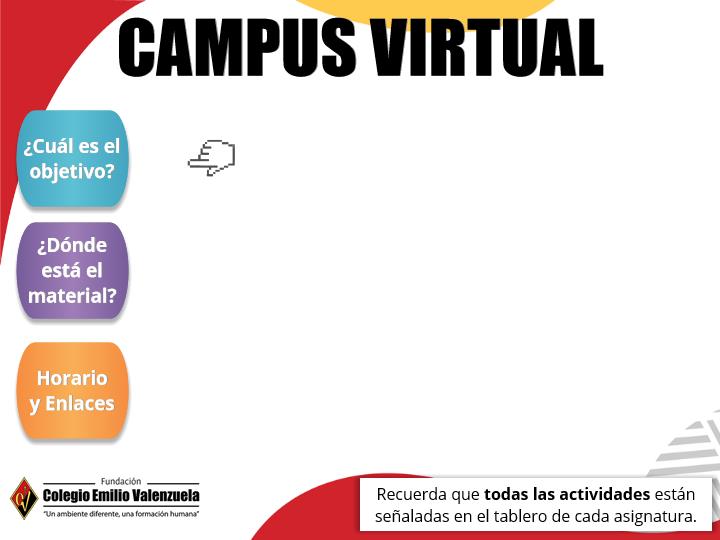 CAMPUS VIRTUAL
¿Cuál es el
objetivo?
¿Dónde
está el
material?
Horario
y Enlaces
Fundación
Colegio Emilio Valenzuela
"Un ambiente diferente, una formación humana"
Recuerda que todas las actividades están
señaladas en el tablero de cada asignatura.